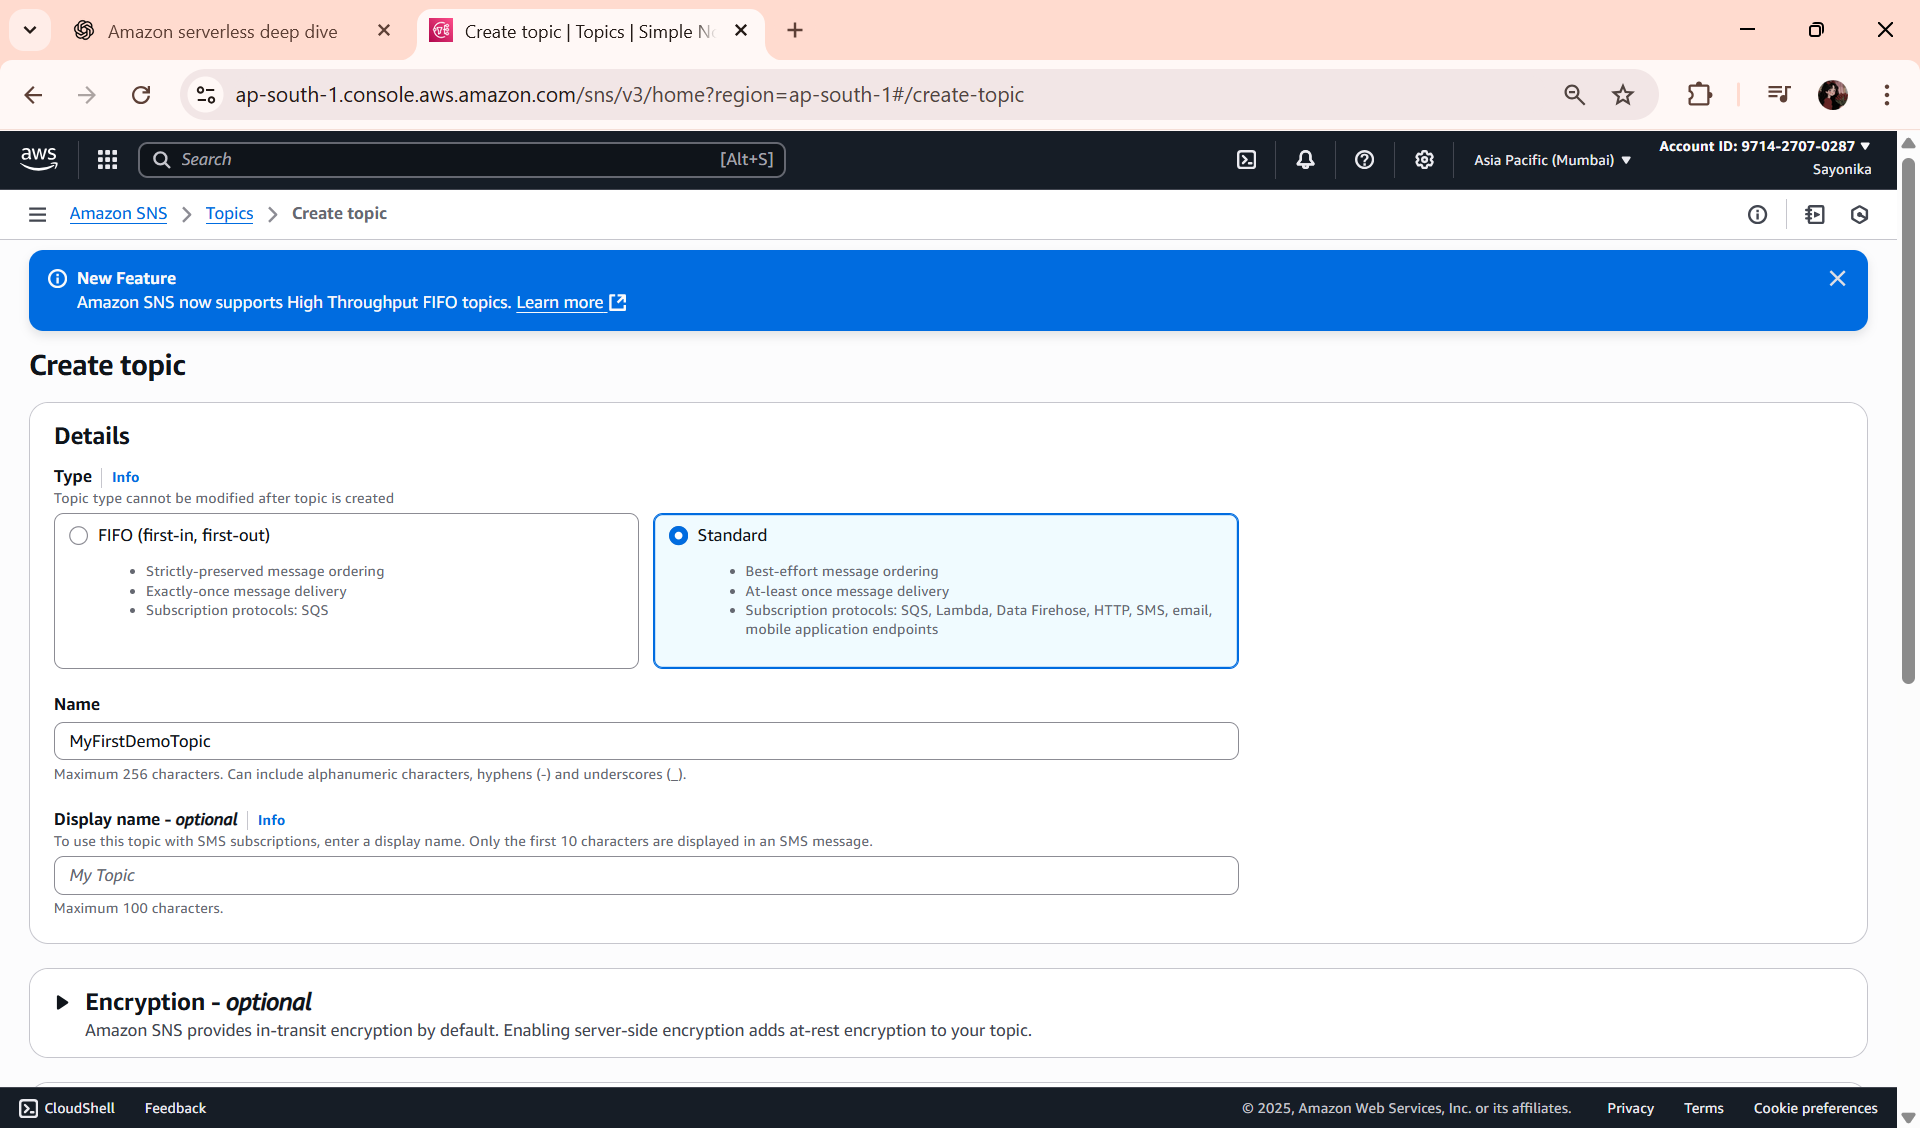 Amazon serverless deep dive
Create topic | Topics | Simple No
ap-south-1.console.aws.amazon.com/sns/v3/home?region=ap-south-1#/create-topic
aws
Search
[Alt+S]
Asia Pacific (Mumbai)
Account ID: 9714-2707-0287
Sayonika
Amazon SNS
Topics
Create topic
New Feature
Amazon SNS now supports High Throughput FIFO topics. Learn more
Create topic
Details
Type
Info
Topic type cannot be modified after topic is created
FIFO (first-in, first-out)
• Strictly-preserved message ordering
• Exactly-once message delivery
• Subscription protocols: SQS
Standard
• Best-effort message ordering
• At-least once message delivery
• Subscription protocols: SQS, Lambda, Data Firehose, HTTP, SMS, email,
mobile application endpoints
Name
MyFirstDemoTopic
Maximum 256 characters. Can include alphanumeric characters, hyphens (-) and underscores (_).
Display name - optional
Info
To use this topic with SMS subscriptions, enter a display name. Only the first 10 characters are displayed in an SMS message.
My Topic
Maximum 100 characters.
Encryption - optional
Amazon SNS provides in-transit encryption by default. Enabling server-side encryption adds at-rest encryption to your topic.
CloudShell
Feedback
© 2025, Amazon Web Services, Inc. or its affiliates.
Privacy
Terms
Cookie preferences